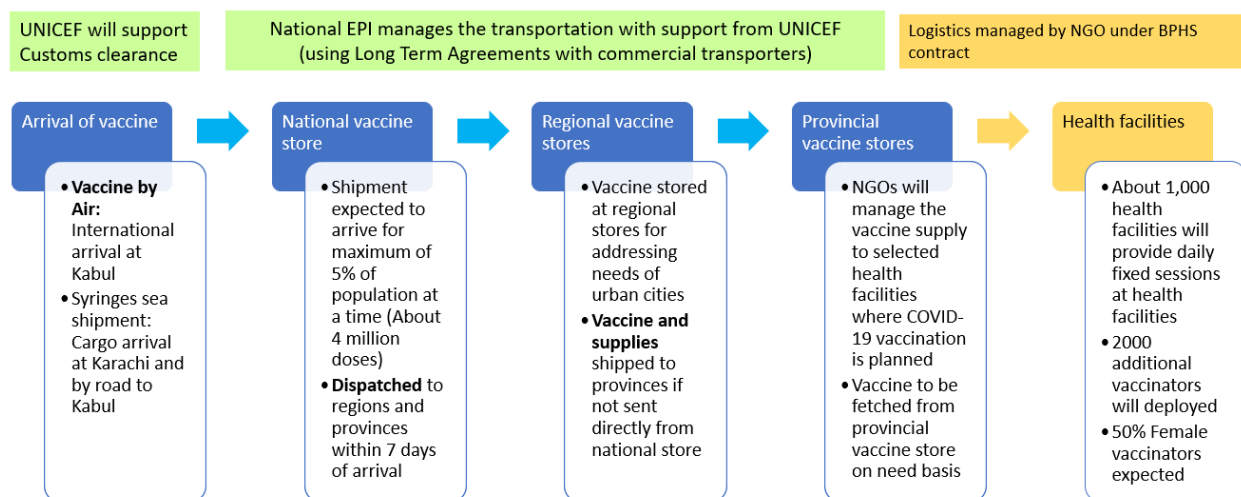 UNICEF will support
Customs clearance
National EPI manages the transportation with support from UNICEF
(using Long Term Agreements with commercial transporters)
Logistics managed by NGO under BPHS
contract
Arrival of vaccine
• Vaccine by
Air:
International
arrival at
Kabul
• Syringes sea
shipment:
Cargo arrival
at Karachi and
by road to
Kabul
National vaccine
store
• Shipment
expected to
arrive for
maximum of
5% of
population at
a time (About
4 million
doses)
• Dispatched to
regions and
provinces
within 7 days
of arrival
Regional vaccine
stores
• Vaccine stored
at regional
stores for
addressing
needs of
urban cities
• Vaccine and
supplies
shipped to
provinces if
not sent
directly from
national store
Provincial
vaccine stores
• NGOs will
manage the
vaccine supply
to selected
health
facilities
where COVID-
19 vaccination
is planned
• Vaccine to be
fetched from
provincial
vaccine store
on need basis
Health facilities
• About 1,000
health
facilities will
provide daily
fixed sessions
at health
facilities
• 2000
additional
vaccinators
will deployed
• 50% Female
vaccinators
expected